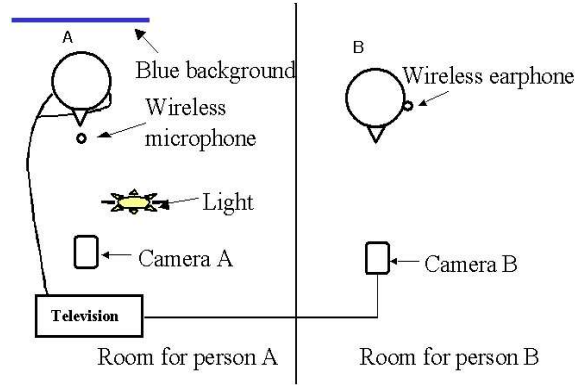 A
B
Blue background
Wireless earphone
Wireless
microphone
Light
Camera A
Camera B
Television
Room for person A
Room for person B